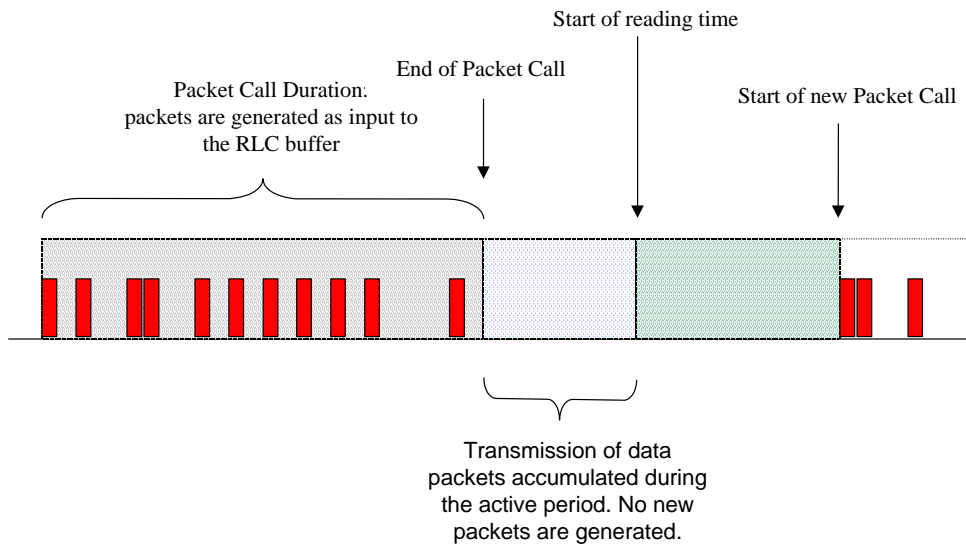 Start of reading time
End of Packet Call
Packet Call Duration.
packets are generated as input to
the RLC buffer
Start of new Packet Call
Transmission of data
packets accumulated during
the active period. No new
packets are generated.